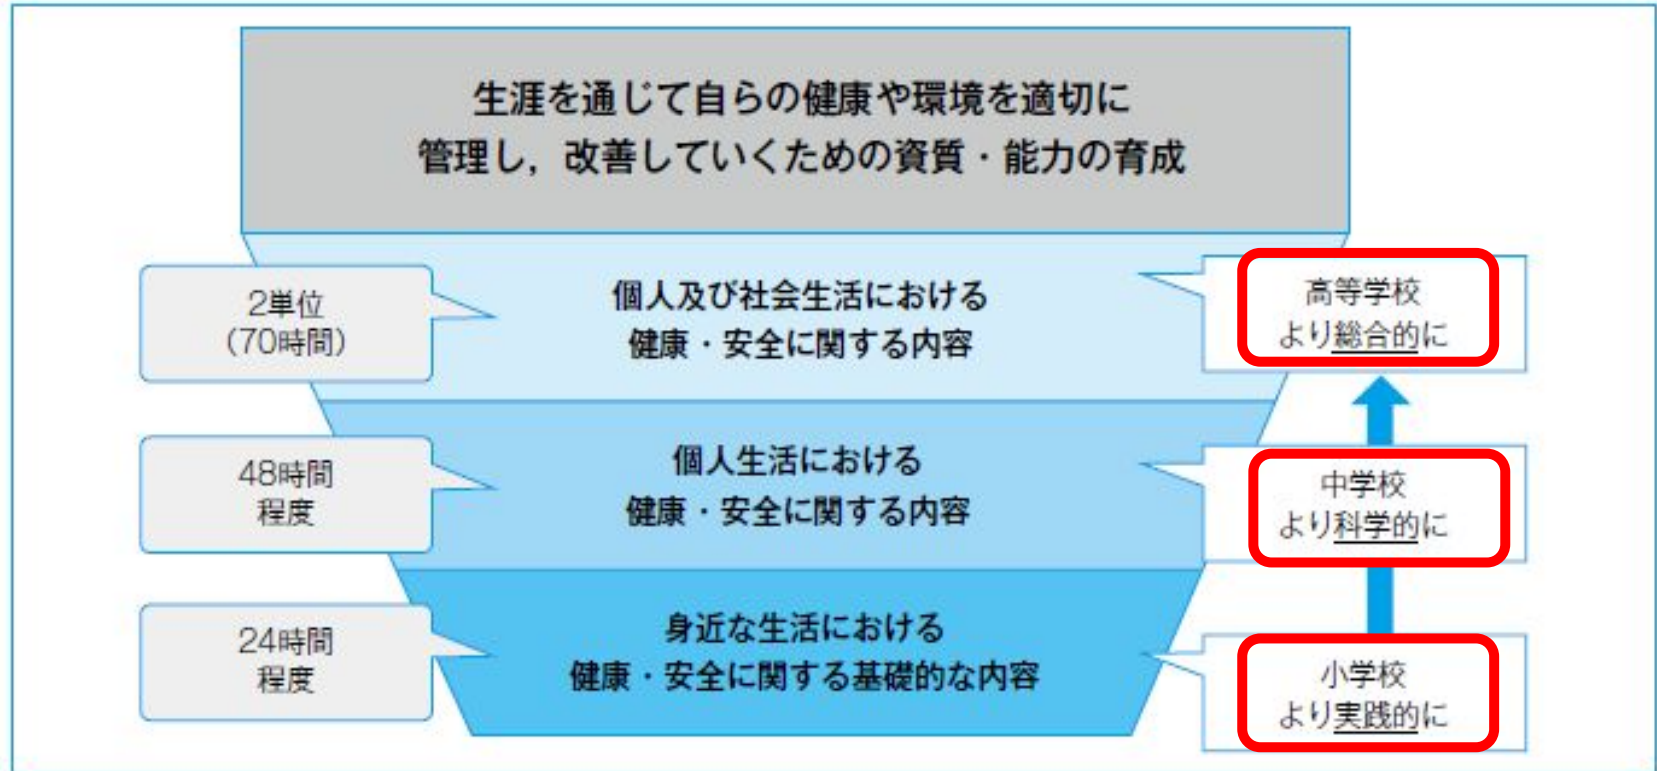 生涯を通じて自らの健康や環境を適切に
管理し，改善していくための資質・能力の育成
2単位
（70時間）
個人及び社会生活における
健康・安全に関する内容
高等学校
より総合的に
48時間
程度
個人生活における
健康・安全に関する内容
中学校
より科学的に
24時間
程度
身近な生活における
健康・安全に関する基礎的な内容
小学校
より実践的に